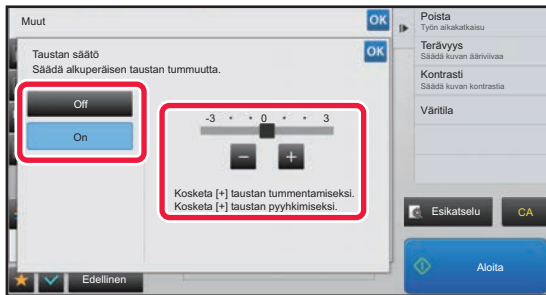 Muut
OK
Taustan säätö
Säädä alkuperäisen taustan tummuutta.
OK
Off
On
-3 • • 0 • • 3
− +
Kosketa [+] taustan tummentamiseksi.
Kosketa [+] taustan pyyhkimiseksi.
Edellinen
Poista
Työn aikakatkaisu
Terävyys
Säädä kuvan ääriviivaa
Kontrasti
Säädä kuvan kontrastia
Väritila
Esikatselu
CA
Aloita